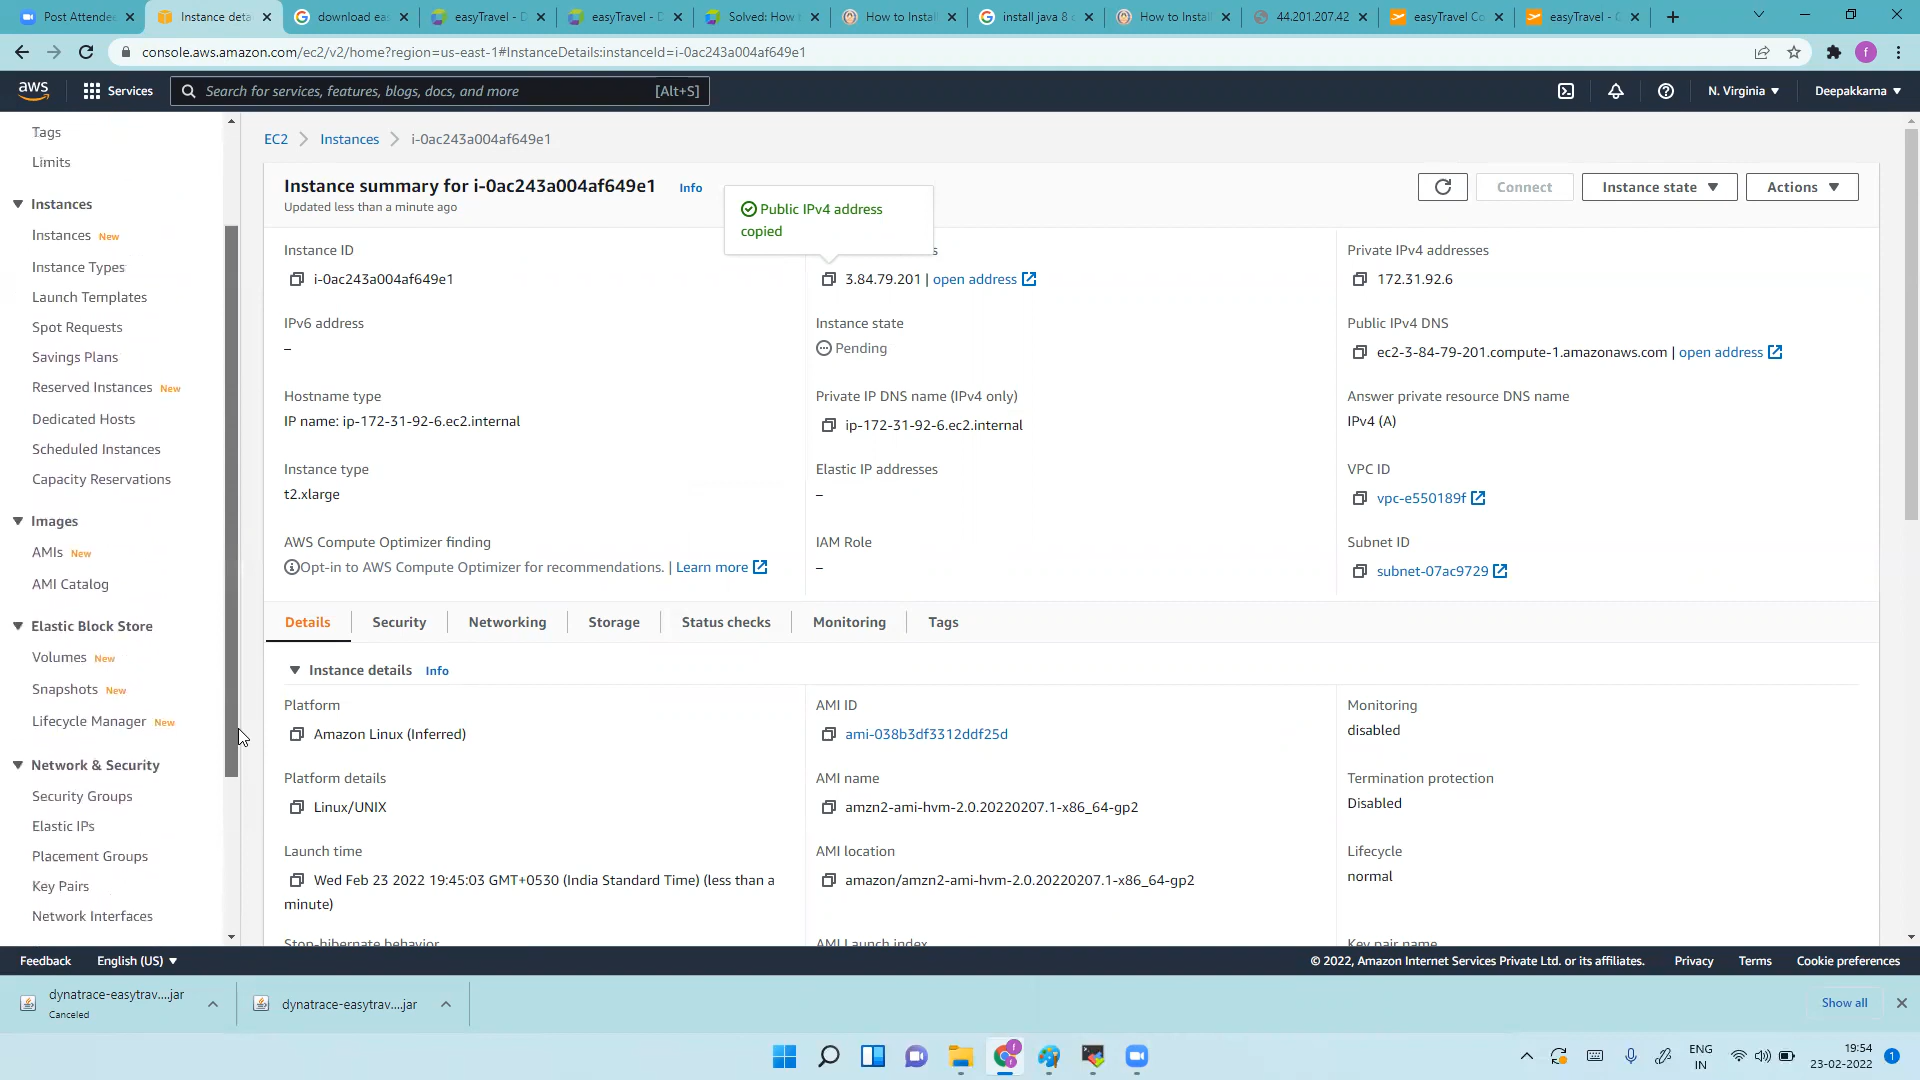 Post Attende
Instance deta
download eas
easyTravel - D
easyTravel - D
Solved: How t
How to Instal
install java 8 o
How to Instal
44.201.207.42
easyTravel Co
easyTravel - C
console.aws.amazon.com/ec2/v2/home?region=us-east-1#InstanceDetails:instanceId=i-0ac243a004af649e1
f
aws
Services
Search for services, features, blogs, docs, and more
[Alt+S]
N. Virginia
Deepakkarna
Tags
Limits
Instances
Instances New
Instance Types
Launch Templates
Spot Requests
Savings Plans
Reserved Instances New
Dedicated Hosts
Scheduled Instances
Capacity Reservations
Images
AMIs New
AMI Catalog
Elastic Block Store
Volumes New
Snapshots New
Lifecycle Manager New
Network & Security
Security Groups
Elastic IPs
Placement Groups
Key Pairs
Network Interfaces
EC2 > Instances > i-0ac243a004af649e1
Instance summary for i-0ac243a004af649e1 Info
Updated less than a minute ago
Connect
Instance state
Actions
Public IPv4 address
copied
Instance ID
i-0ac243a004af649e1
3.84.79.201 | open address
Private IPv4 addresses
172.31.92.6
IPv6 address
–
Instance state
Pending
Public IPv4 DNS
ec2-3-84-79-201.compute-1.amazonaws.com | open address
Hostname type
IP name: ip-172-31-92-6.ec2.internal
Private IP DNS name (IPv4 only)
ip-172-31-92-6.ec2.internal
Answer private resource DNS name
IPv4 (A)
Instance type
t2.xlarge
Elastic IP addresses
–
VPC ID
vpc-e550189f
AWS Compute Optimizer finding
Opt-in to AWS Compute Optimizer for recommendations. | Learn more
IAM Role
–
Subnet ID
subnet-07ac9729
Details
Security
Networking
Storage
Status checks
Monitoring
Tags
Instance details Info
Platform
Amazon Linux (Inferred)
AMI ID
ami-038b3df3312ddf25d
Monitoring
disabled
Platform details
Linux/UNIX
AMI name
amzn2-ami-hvm-2.0.20220207.1-x86_64-gp2
Termination protection
Disabled
Launch time
Wed Feb 23 2022 19:45:03 GMT+0530 (India Standard Time) (less than a
minute)
AMI location
amazon/amzn2-ami-hvm-2.0.20220207.1-x86_64-gp2
Lifecycle
normal
Stop-hibernate behavior
AMI Launch index
Key pair name
Feedback
English (US)
© 2022, Amazon Internet Services Private Ltd. or its affiliates.
Privacy
Terms
Cookie preferences
dynatrace-easytrav....jar
Canceled
dynatrace-easytrav....jar
Show all
f
ENG
IN
19:54
23-02-2022
1